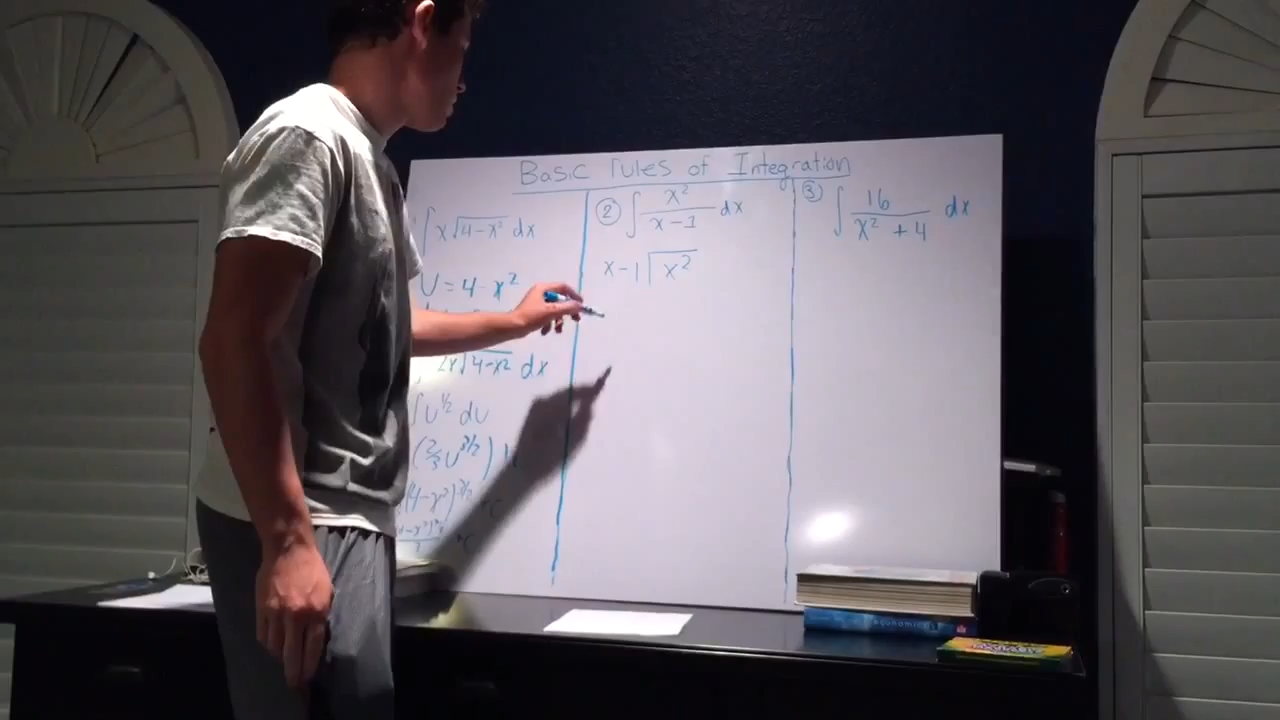 Basic rules of Integration
∫ x√4-x² dx
U = 4-x²
2x√4-x² dx
∫ U^1/2 dU
(2/3 U^3/2)
(4-x²)^3/2 +C
+C
② ∫ x²/x-1 dx
x-1 √x²
③ ∫ 16/x²+4 dx
economics